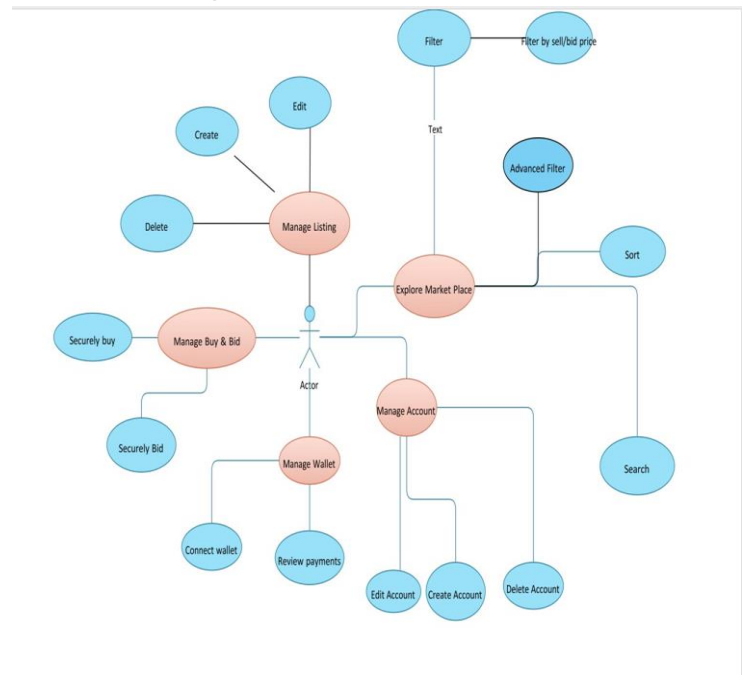 Filter
Filter by sell/bid price
Edit
Text
Create
Advanced Filter
Delete
Manage Listing
Sort
Explore Market Place
Securely buy
Manage Buy & Bid
Actor
Manage Account
Securely Bid
Manage Wallet
Search
Connect wallet
Review payments
Edit Account
Create Account
Delete Account